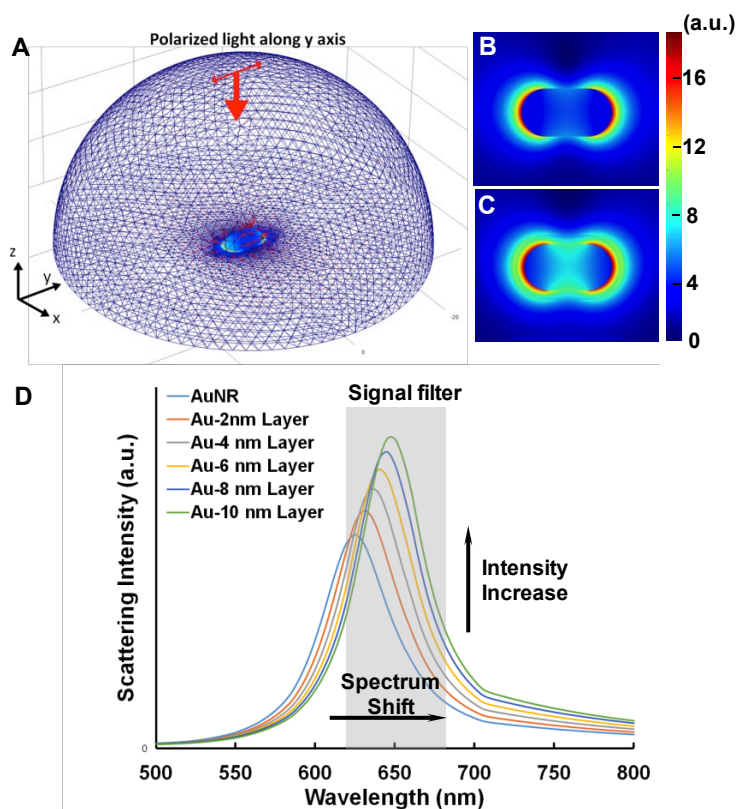 A
Polarized light along y axis
z
y
x
-20
0
B
C
(a.u.)
16
12
8
4
0
D
Signal filter
AuNR
Au-2nm Layer
Au-4 nm Layer
Au-6 nm Layer
Au-8 nm Layer
Au-10 nm Layer
Intensity
Increase
Spectrum
Shift
Scattering Intensity (a.u.)
0
500 550 600 650 700 750 800
Wavelength (nm)